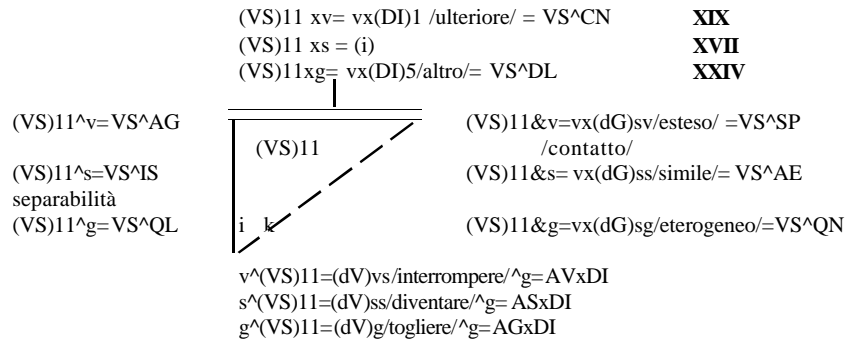 (VS)11 xv= vx(DI)1 /ulteriore/ = VS^CN XIX
(VS)11 xs = (i) XVII
(VS)11xg= vx(DI)5/altro/= VS^DL XXIV
(VS)11^v=VS^AG (VS)11&v=vx(dG)sv/esteso/ =VS^SP
(VS)11 /contatto/
(VS)11^s=VS^IS (VS)11&s= vx(dG)ss/simile/= VS^AE
separabilità
(VS)11^g=VS^QL i k (VS)11&g=vx(dG)sg/eterogeneo/=VS^QN
v^(VS)11=(dV)vs/interrompere/^g=AVxDI
s^(VS)11=(dV)ss/diventare/^g=ASxDI
g^(VS)11=(dV)g/togliere/^g=AGxDI